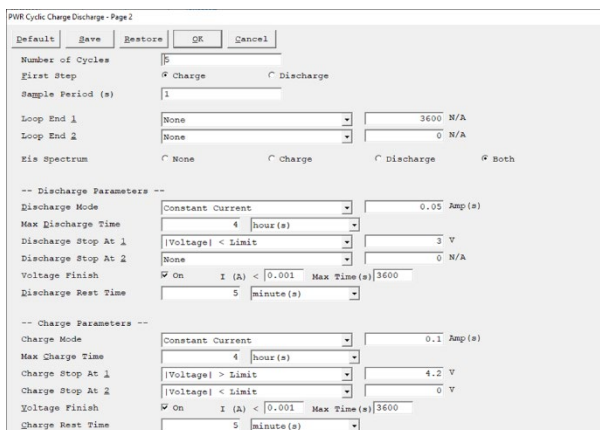 PWR Cyclic Charge Discharge - Page 2
Default Save Restore OK Cancel
Number of Cycles 5
First Step Charge Discharge
Sample Period (s) 1
Loop End 1 None 3600 N/A
Loop End 2 None 0 N/A
Eis Spectrum None Charge Discharge Both
-- Discharge Parameters --
Discharge Mode Constant Current 0.05 Amp(s)
Max Discharge Time 4 hour(s)
Discharge Stop At 1 |Voltage| < Limit 3 V
Discharge Stop At 2 None 0 N/A
Voltage Finish On I (A) < 0.001 Max Time(s) 3600
Discharge Rest Time 5 minute(s)
-- Charge Parameters --
Charge Mode Constant Current 0.1 Amp(s)
Max Charge Time 4 hour(s)
Charge Stop At 1 |Voltage| > Limit 4.2 V
Charge Stop At 2 |Voltage| < Limit 0 V
Voltage Finish On I (A) < 0.001 Max Time(s) 3600
Charge Rest Time 5 minute(s)